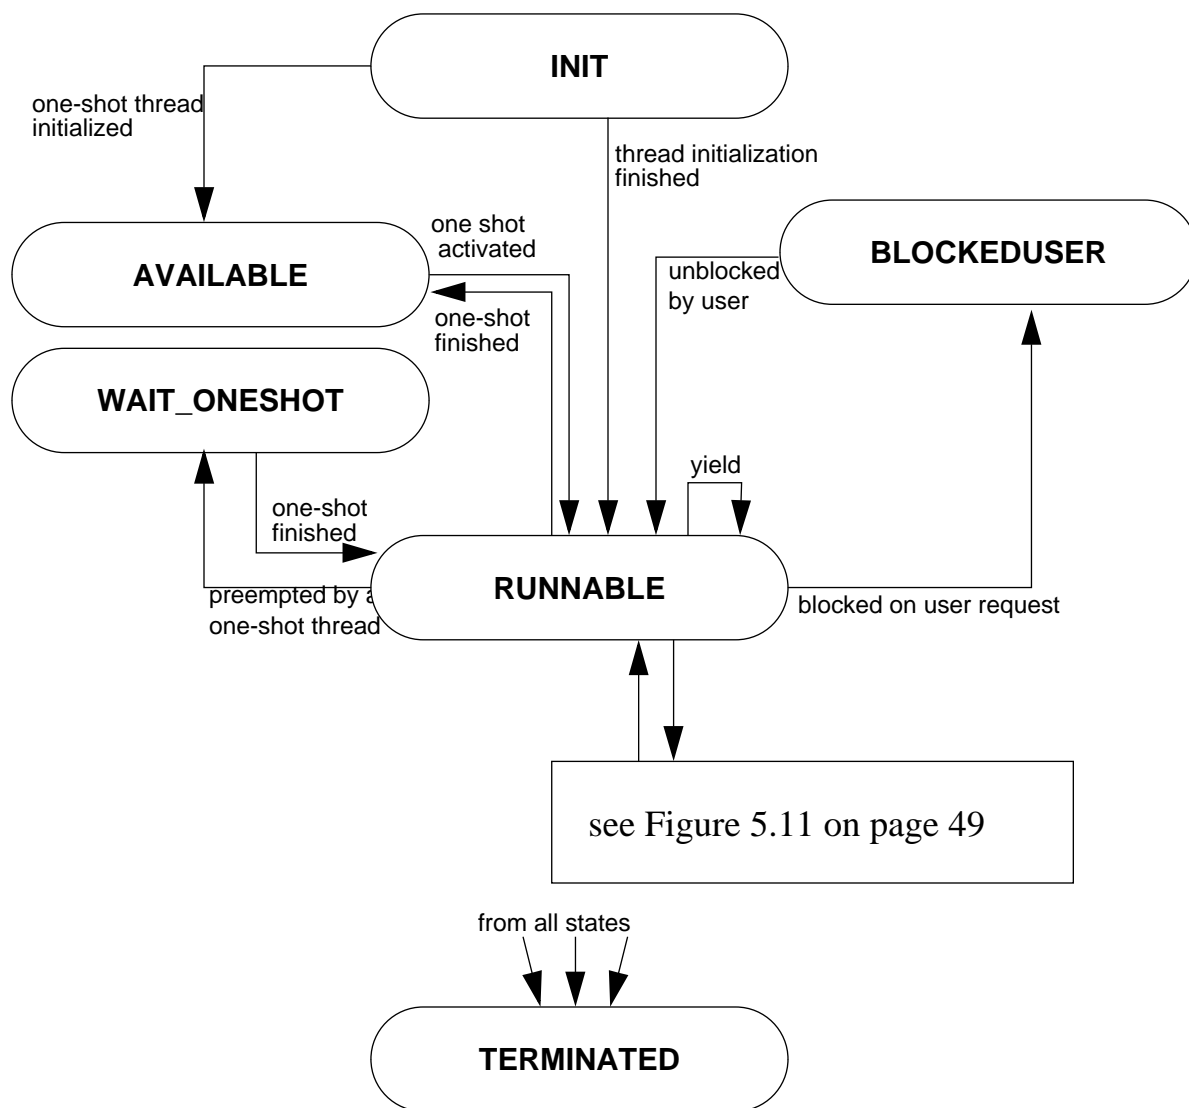 INIT
one-shot thread
initialized
thread initialization
finished
AVAILABLE
one shot
activated
one-shot
finished
BLOCKEDUSER
unblocked
by user
WAIT_ONESHOT
one-shot
finished
yield
preempted by a
one-shot thread
RUNNABLE
blocked on user request
see Figure 5.11 on page 49
from all states
TERMINATED